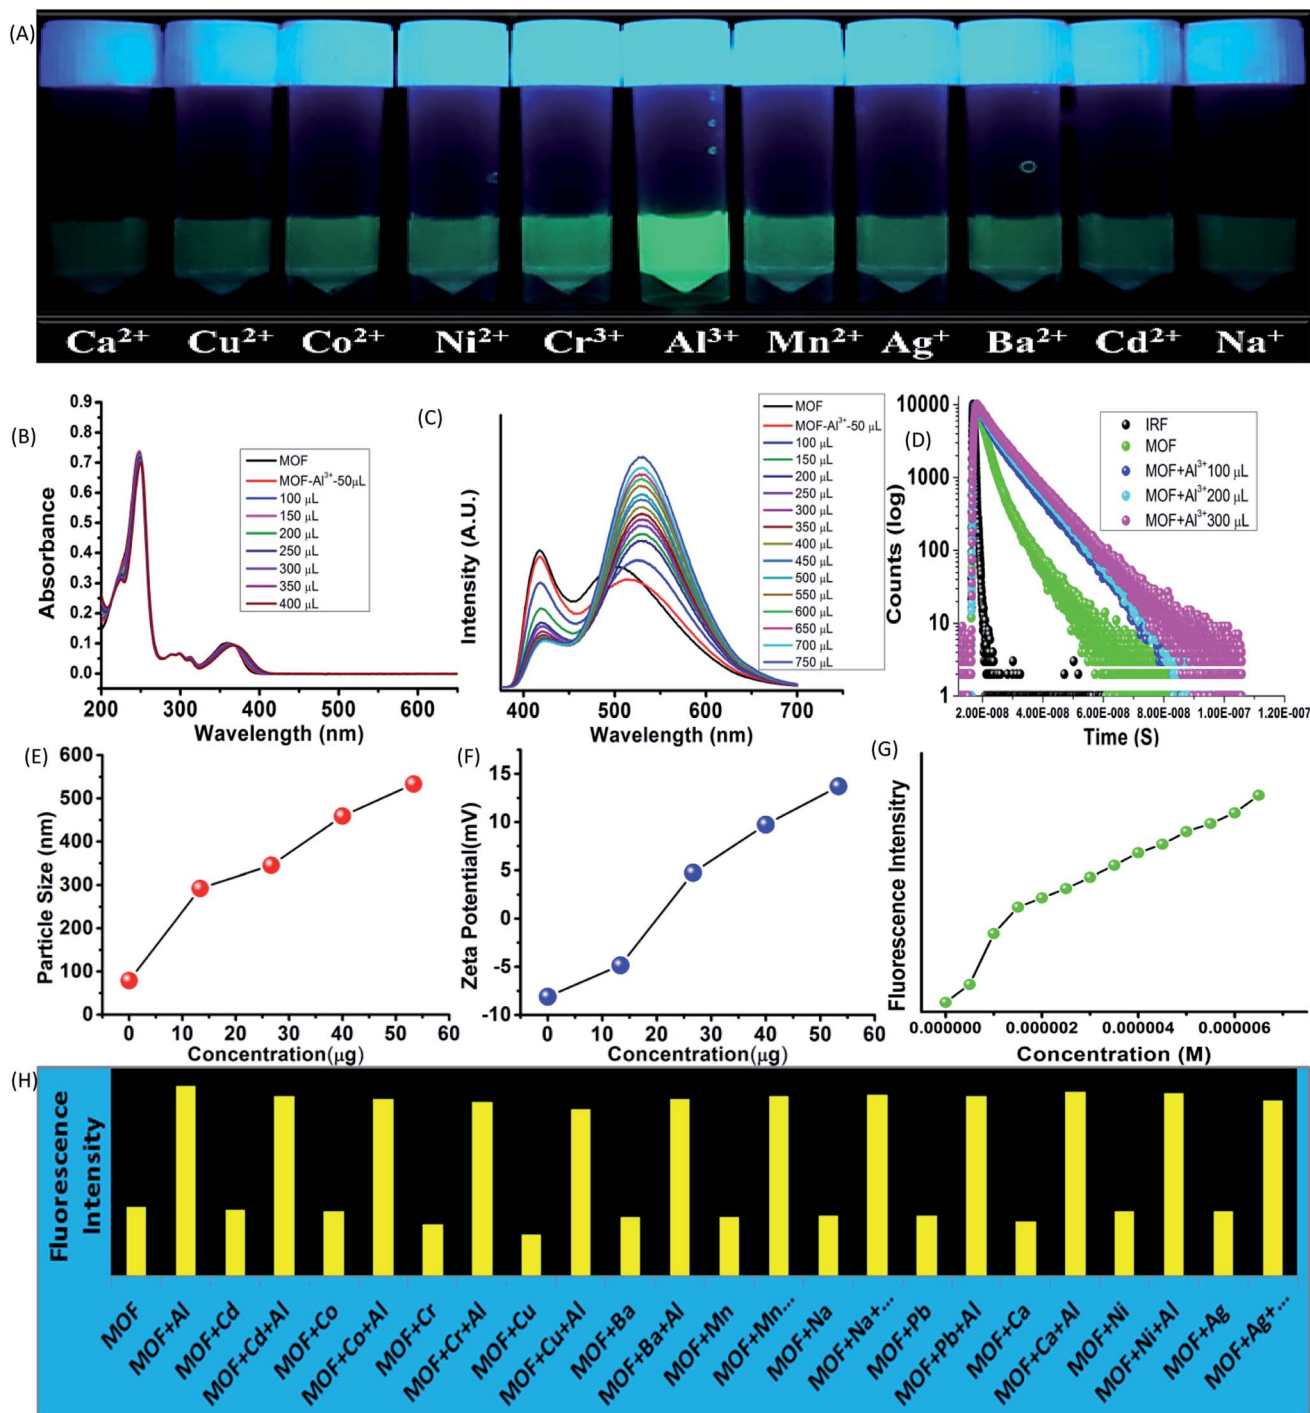 (A)
Ca²⁺ Cu²⁺ Co²⁺ Ni²⁺ Cr³⁺ Al³⁺ Mn²⁺ Ag⁺ Ba²⁺ Cd²⁺ Na⁺
(B)
0.9
0.8
0.7
0.6
0.5
0.4
0.3
0.2
0.1
0.0
Absorbance
MOF
MOF-Al³⁺-50μL
100 μL
150 μL
200 μL
250 μL
300 μL
350 μL
400 μL
200 300 400 500 600
Wavelength (nm)
(C)
Intensity (A.U.)
MOF
MOF-Al³⁺-50 μL
100 μL
150 μL
200 μL
250 μL
300 μL
350 μL
400 μL
450 μL
500 μL
550 μL
600 μL
650 μL
700 μL
750 μL
400 500 600 700
Wavelength (nm)
(D)
10000
1000
100
10
1
Counts (log)
IRF
MOF
MOF+Al³⁺100 μL
MOF+Al³⁺200 μL
MOF+Al³⁺300 μL
2.00E-008 4.00E-008 6.00E-008 8.00E-008 1.00E-007 1.20E-007
Time (S)
(E)
600
500
400
300
200
100
0
Particle Size (nm)
0 10 20 30 40 50 60
Concentration(μg)
(F)
15
10
5
0
-5
-10
Zeta Potential(mV)
0 10 20 30 40 50 60
Concentration(μg)
(G)
Fluorescence Intensitry
0.0000000 0.0000002 0.0000004 0.0000006
Concentration (M)
(H)
Fluorescence
Intensity
MOF
MOF+Al
MOF+Cd
MOF+Cd+Al
MOF+Co
MOF+Co+Al
MOF+Cr
MOF+Cr+Al
MOF+Cu
MOF+Cu+Al
MOF+Ba
MOF+Ba+Al
MOF+Mn
MOF+Mn...
MOF+Na
MOF+Na+...
MOF+Pb
MOF+Pb+Al
MOF+Ca
MOF+Ca+Al
MOF+Ni
MOF+Ni+Al
MOF+Ag
MOF+Ag+...